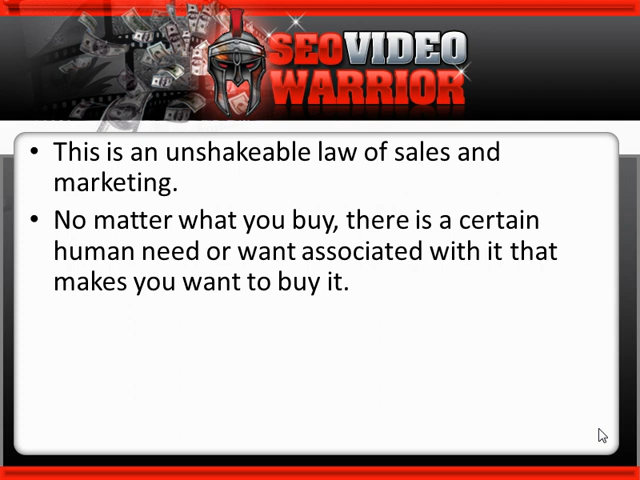 SEOVIDEO
WARRIOR
• This is an unshakeable law of sales and
marketing.
• No matter what you buy, there is a certain
human need or want associated with it that
makes you want to buy it.